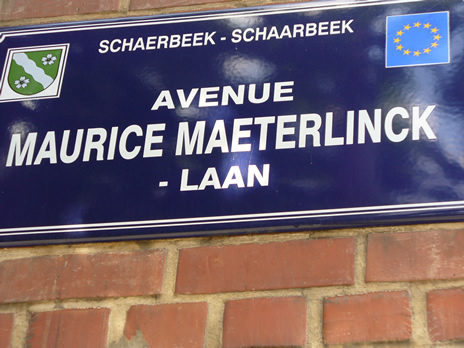 SCHAERBEEK - SCHAARBEEK
AVENUE
MAURICE MAETERLINCK
- LAAN